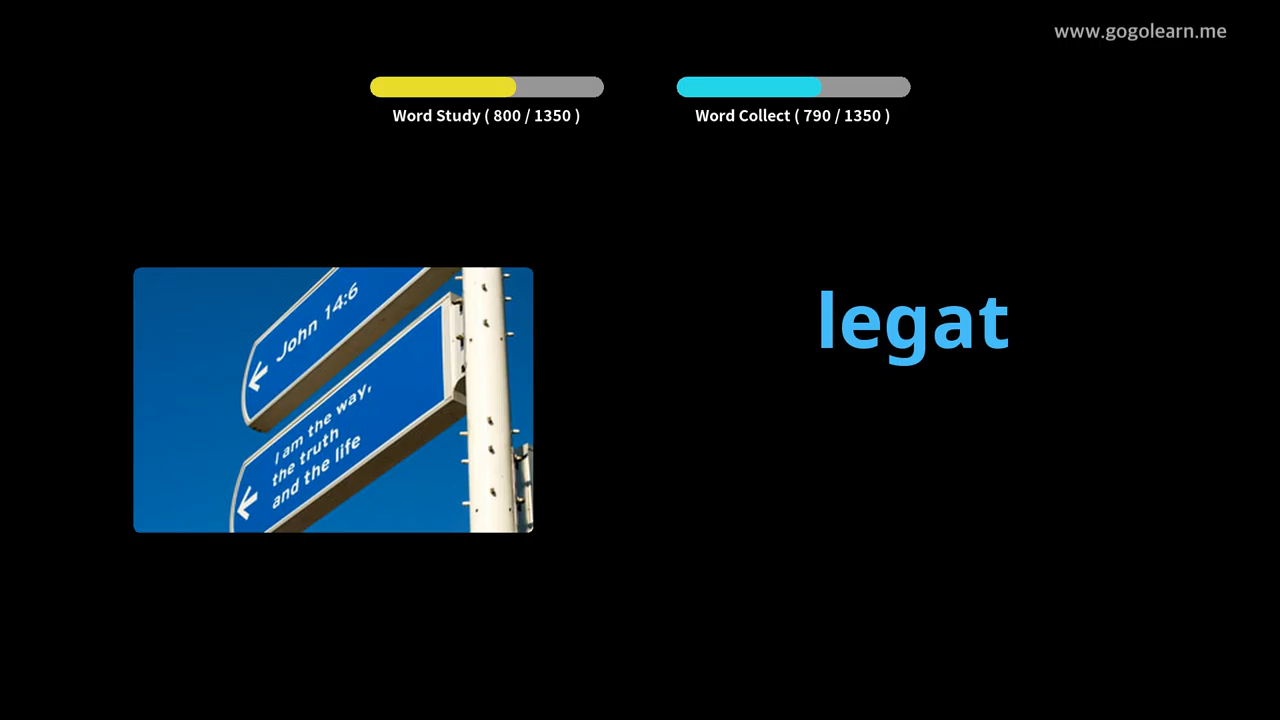 www.gogolearn.me
Word Study ( 800 / 1350 )
Word Collect ( 790 / 1350 )
John 14:6
I am the way,
the truth
and the life
legat